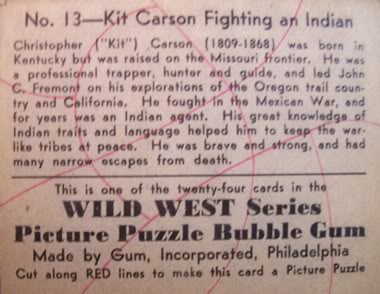 No. 13—Kit Carson Fighting an Indian
Christopher ("Kit") Carson (1809-1868) was born in
Kentucky but was raised on the Missouri frontier. He was
a professional trapper, hunter and guide, and led John
C. Fremont on his explorations of the Oregon trail coun-
try and California. He fought in the Mexican War, and
for years was an Indian agent. His great knowledge of
Indian traits and language helped him to keep the war-
like tribes at peace. He was brave and strong, and had
many narrow escapes from death.
This is one of the twenty-four cards in the
WILD WEST Series
Picture Puzzle Bubble Gum
Made by Gum, Incorporated, Philadelphia
Cut along RED lines to make this card a Picture Puzzle